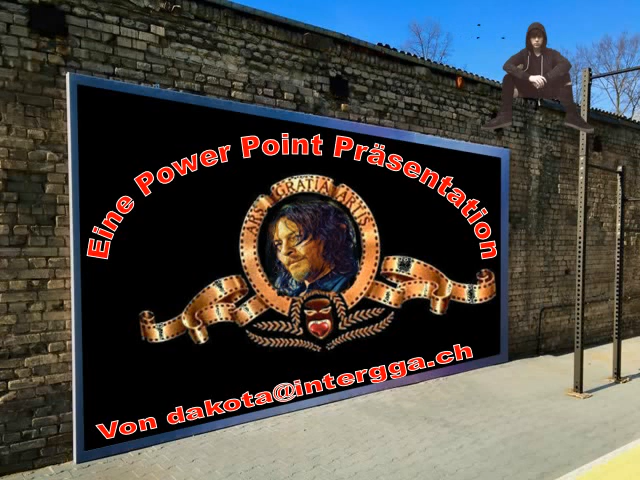 Eine Power Point Präsentation
ARS GRATIA ARTIS
Von dakota@intergga.ch